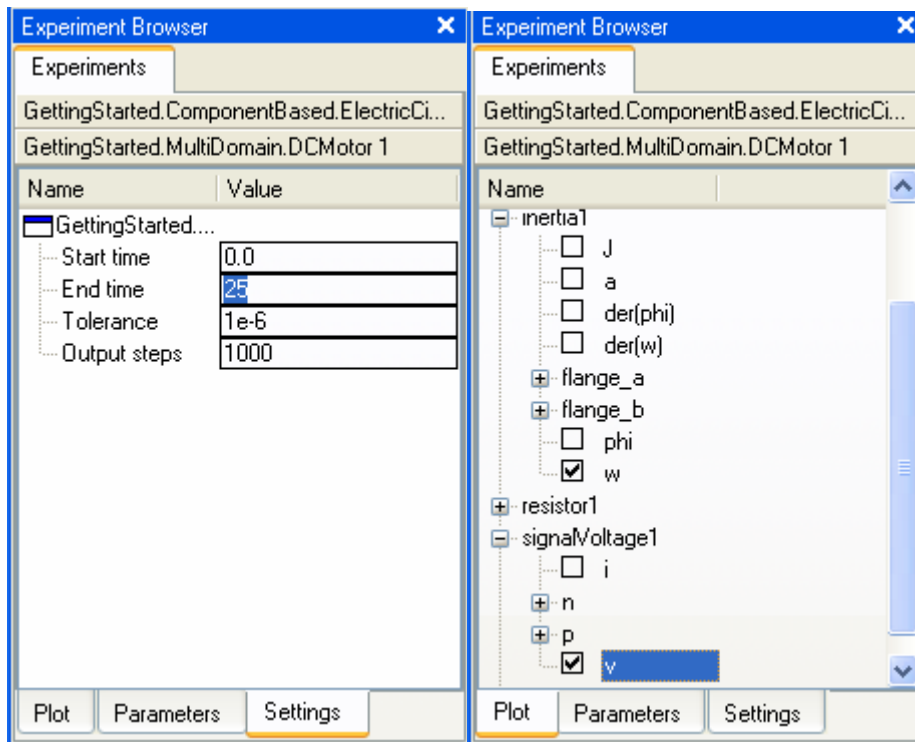 Experiment Browser
Experiments
GettingStarted.ComponentBased.ElectricCi...
GettingStarted.MultiDomain.DCMotor 1
Name Value
GettingStarted....
Start time 0.0
End time 25
Tolerance 1e-6
Output steps 1000
Plot Parameters Settings
Experiment Browser
Experiments
GettingStarted.ComponentBased.ElectricCi...
GettingStarted.MultiDomain.DCMotor 1
Name
inertia1
J
a
der(phi)
der(w)
flange_a
flange_b
phi
w
resistor1
signalVoltage1
i
n
p
v
Plot Parameters Settings